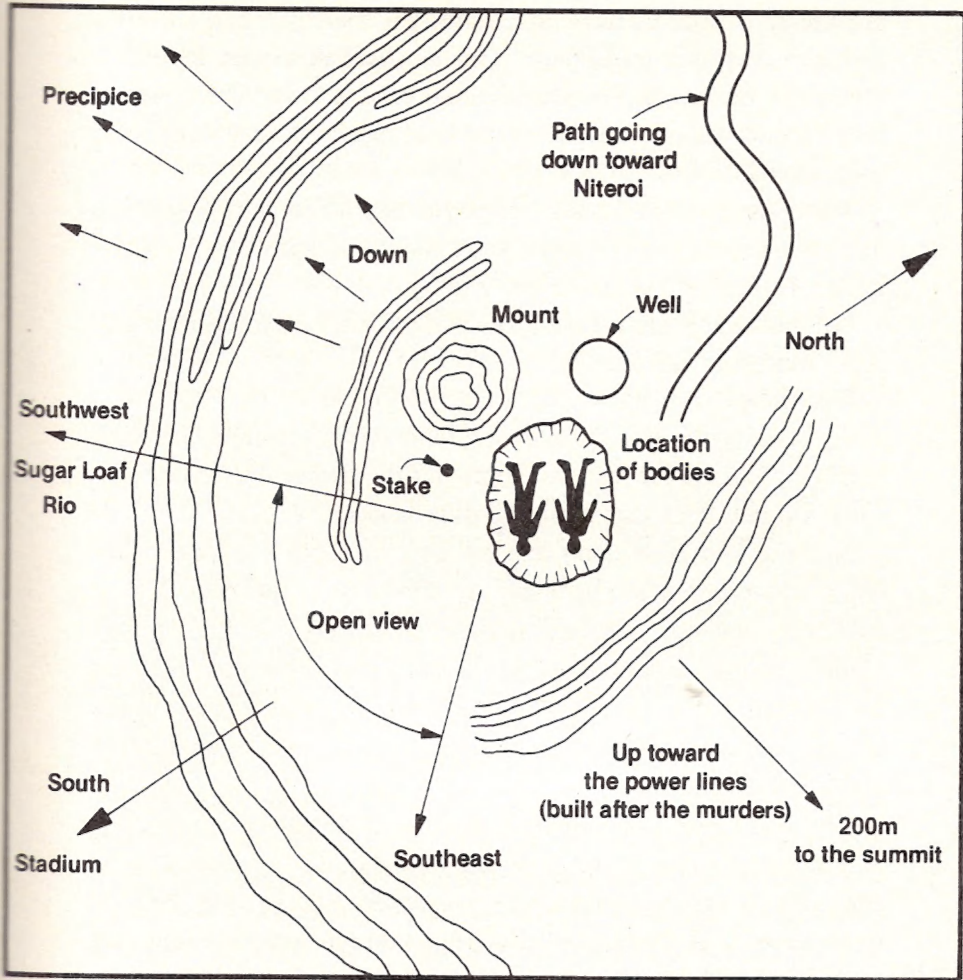 Precipice
Path going
down toward
Niteroi
Down
Mount
Well
North
Southwest
Sugar Loaf
Rio
Stake
Location
of bodies
Open view
South
Stadium
Southeast
Up toward
the power lines
(built after the murders)
200m
to the summit